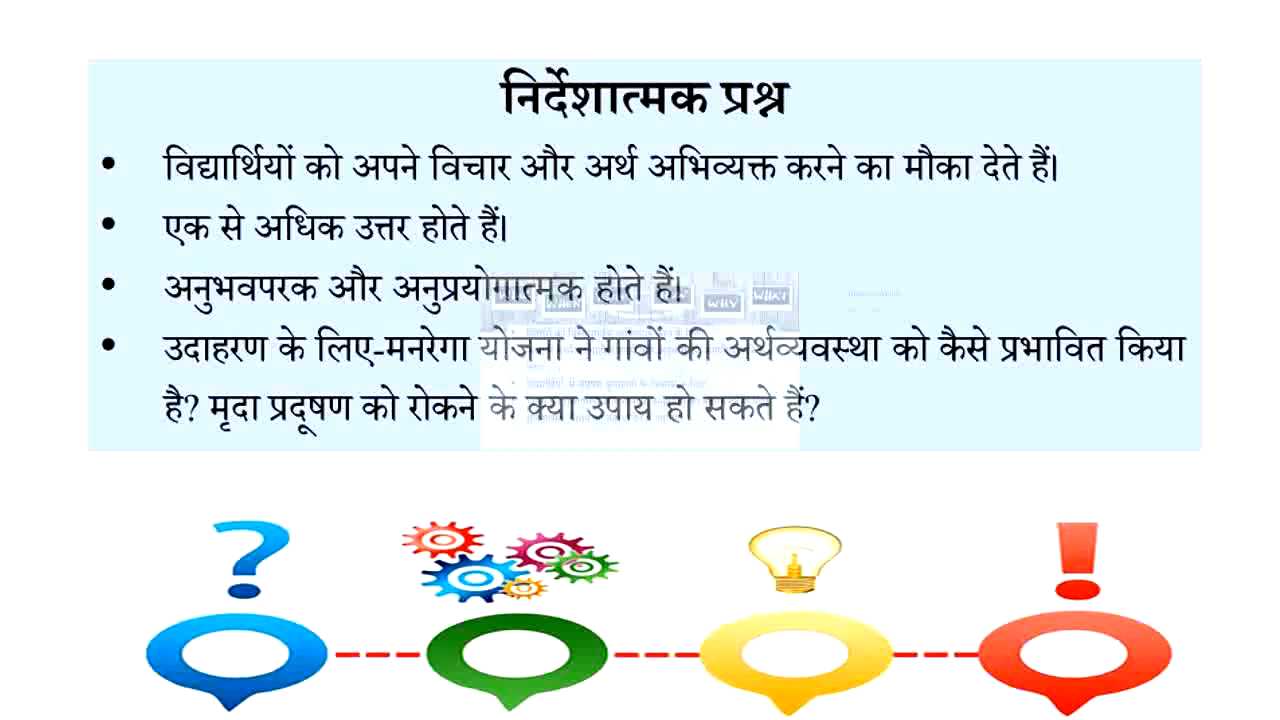 निर्देशात्मक प्रश्न
• विद्यार्थियों को अपने विचार और अर्थ अभिव्यक्त करने का मौका देते हैं।
• एक से अधिक उत्तर होते हैं।
• अनुभवपरक और अनुप्रयोगात्मक होते हैं।
• उदाहरण के लिए-मनरेगा योजना ने गांवों की अर्थव्यवस्था को कैसे प्रभावित किया
है? मृदा प्रदूषण को रोकने के क्या उपाय हो सकते हैं?